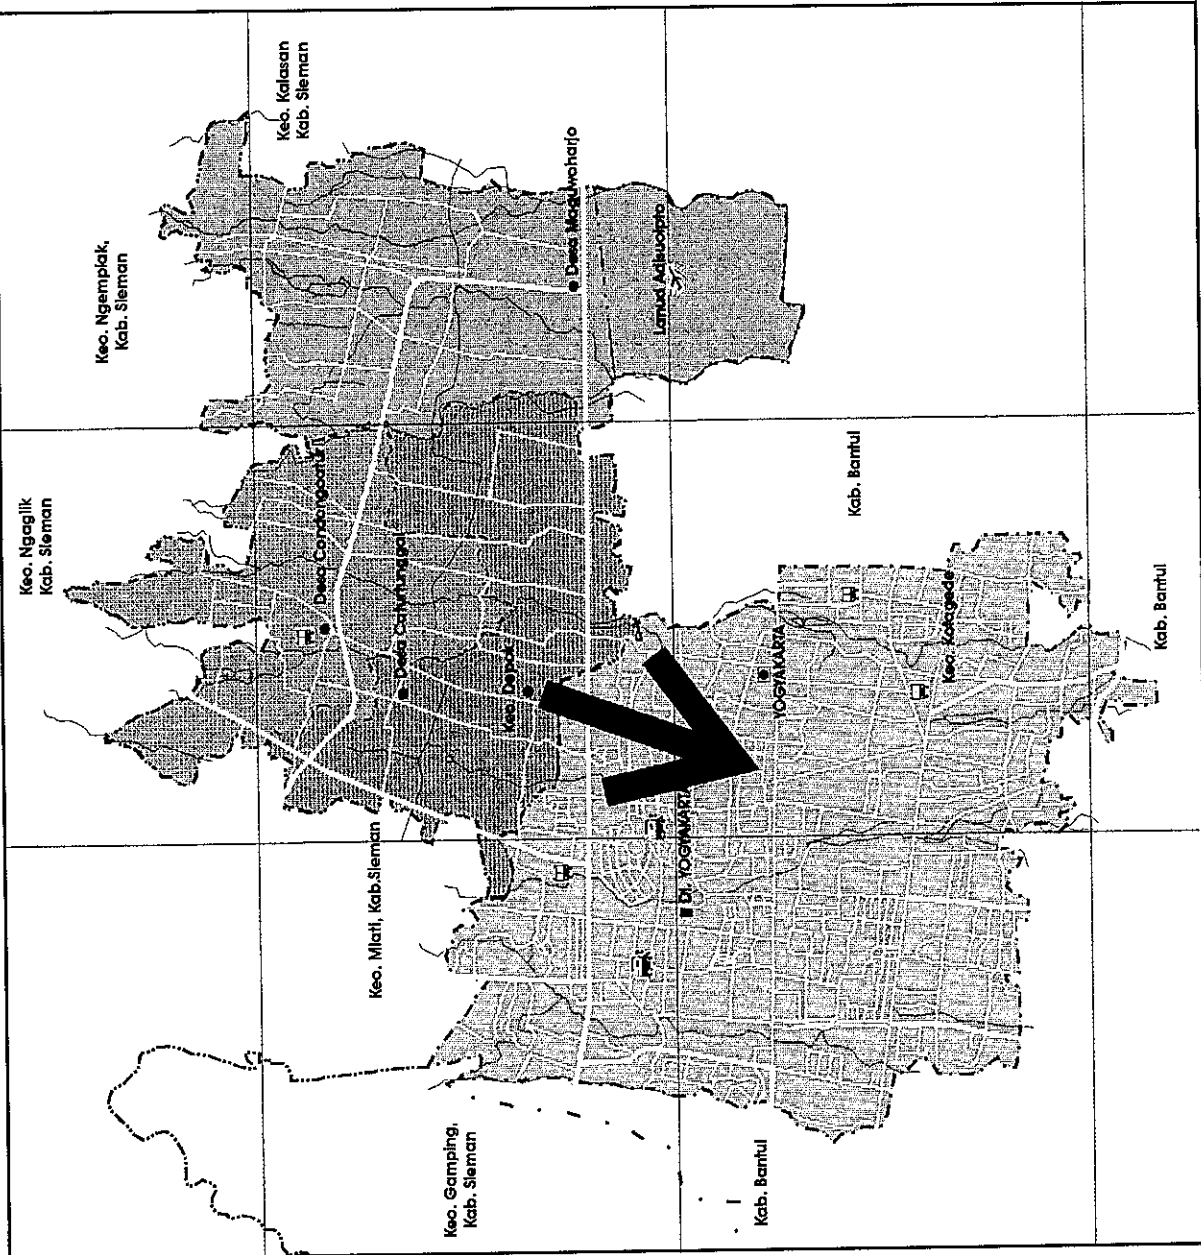 Kec. Ngaglik
Kab. Sleman
Kec. Ngemplak,
Kab. Sleman
Kec. Kalasan
Kab. Sleman
Desa Condongcatur
Desa Caturtunggal
Kec. Depok
Desa Maguwoharjo
Lanud Adisucipto
Kec. Mlati, Kab.Sleman
DI. YOGYAKARTA
YOGYAKARTA
Kec. Kotagede
Kab. Bantul
Kab. Bantul
Kec. Gamping,
Kab. Sleman
Kab. Bantul